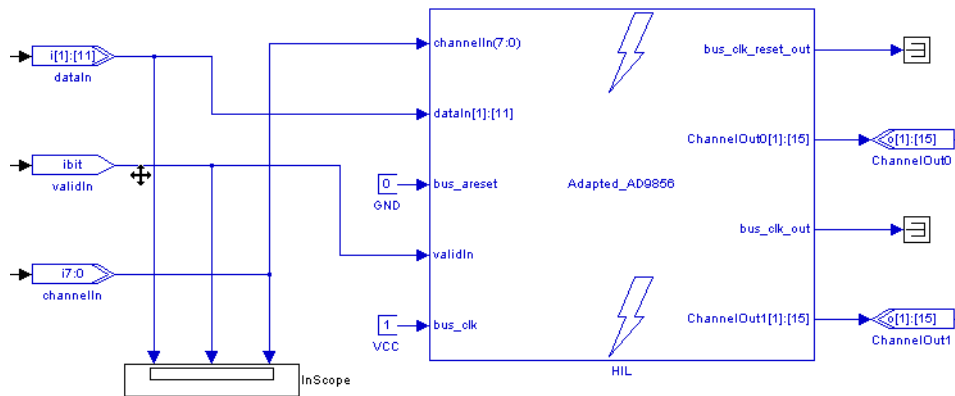 i[1]:[11]
dataIn
ibit
validIn
i7:0
channelIn
InScope
channelIn(7:0)
dataIn[1]:[11]
0
bus_areset
GND
validIn
1
bus_clk
VCC
Adapted_AD9856
HIL
bus_clk_reset_out
ChannelOut0[1]:[15]
o[1]:[15]
ChannelOut0
bus_clk_out
ChannelOut1[1]:[15]
o[1]:[15]
ChannelOut1